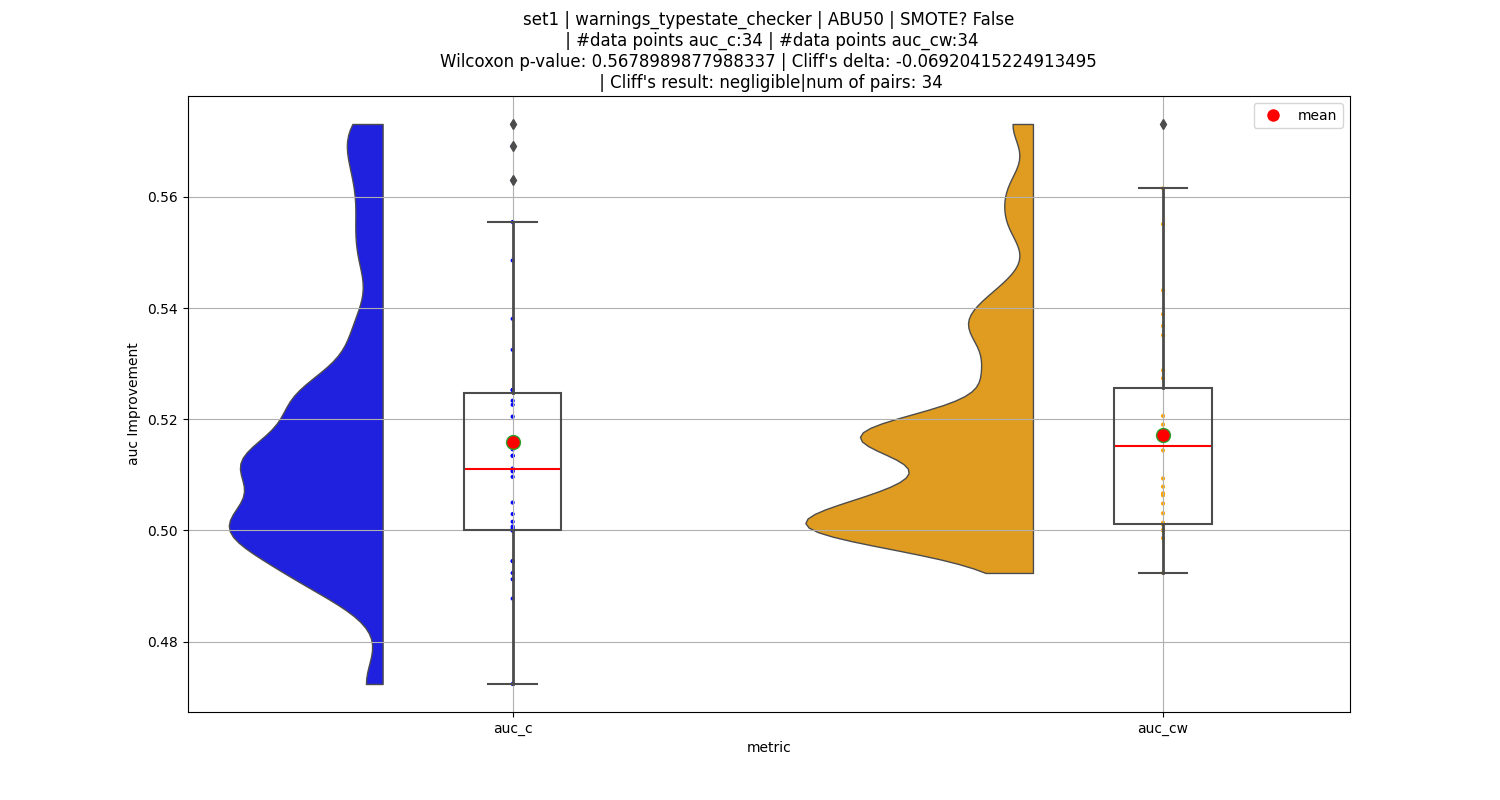 set1 | warnings_typestate_checker | ABU50 | SMOTE? False
| #data points auc_c:34 | #data points auc_cw:34
Wilcoxon p-value: 0.5678989877988337 | Cliff's delta: -0.06920415224913495
| Cliff's result: negligible|num of pairs: 34
mean
0.56
0.54
0.52
0.50
0.48
auc Improvement
auc_c
auc_cw
metric